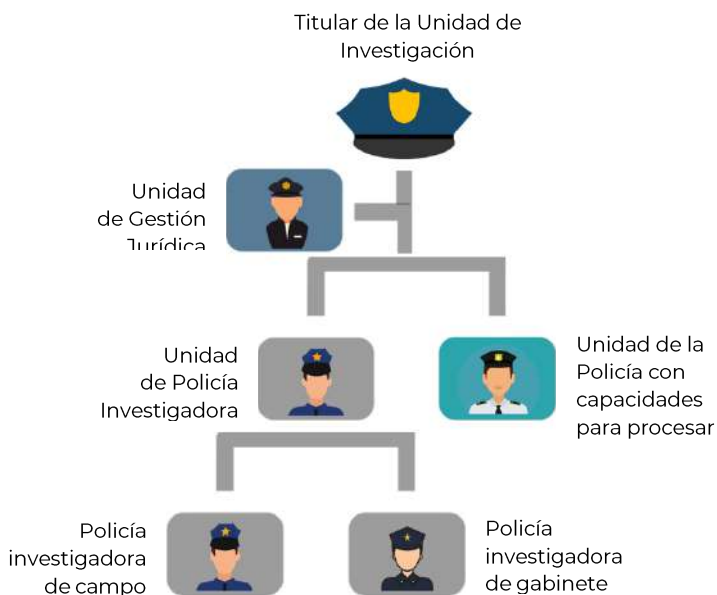 Titular de la Unidad de
Investigación
Unidad
de Gestión
Jurídica
Unidad
de Policía
Investigadora
Unidad de la
Policía con
capacidades
para procesar
Policía
investigadora
de campo
Policía
investigadora
de gabinete